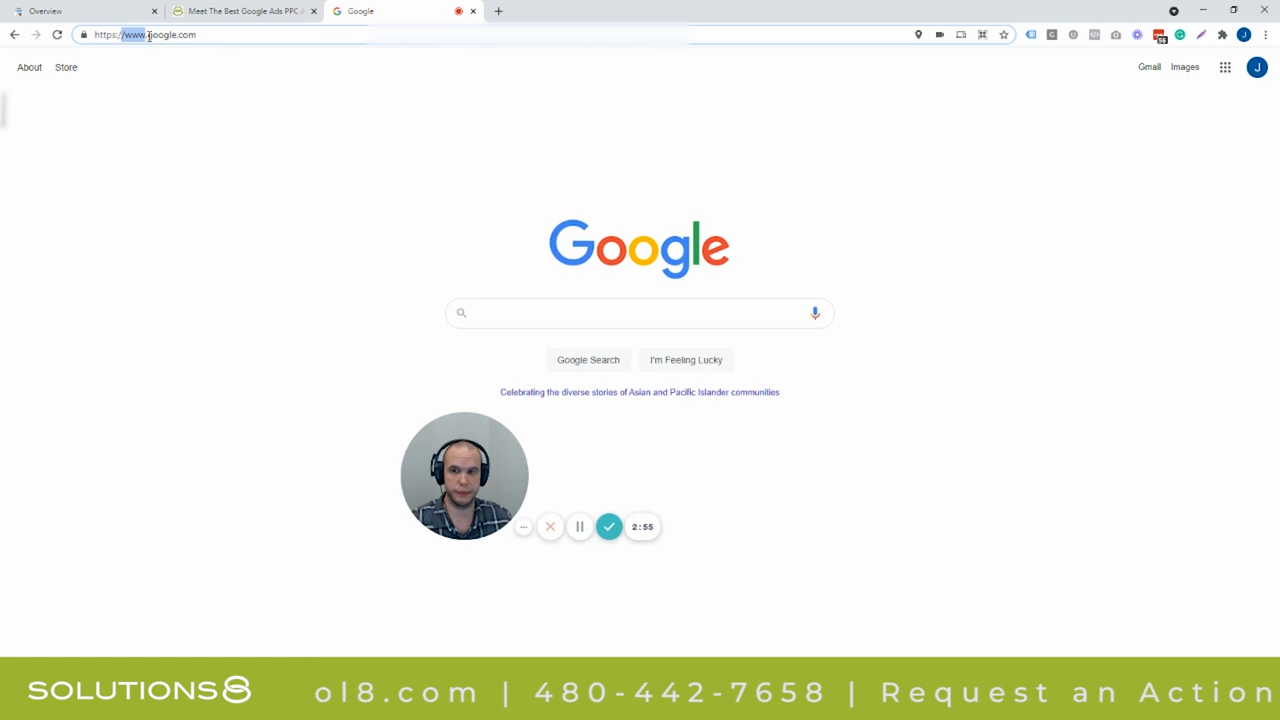 Overview
Meet The Best Google Ads PPC A
Google
https://www.google.com
About
Store
Gmail
Images
J
Google
Google Search
I'm Feeling Lucky
Celebrating the diverse stories of Asian and Pacific Islander communities
2:55
SOLUTIONS 8
ol8.com | 480-442-7658 | Request an Action